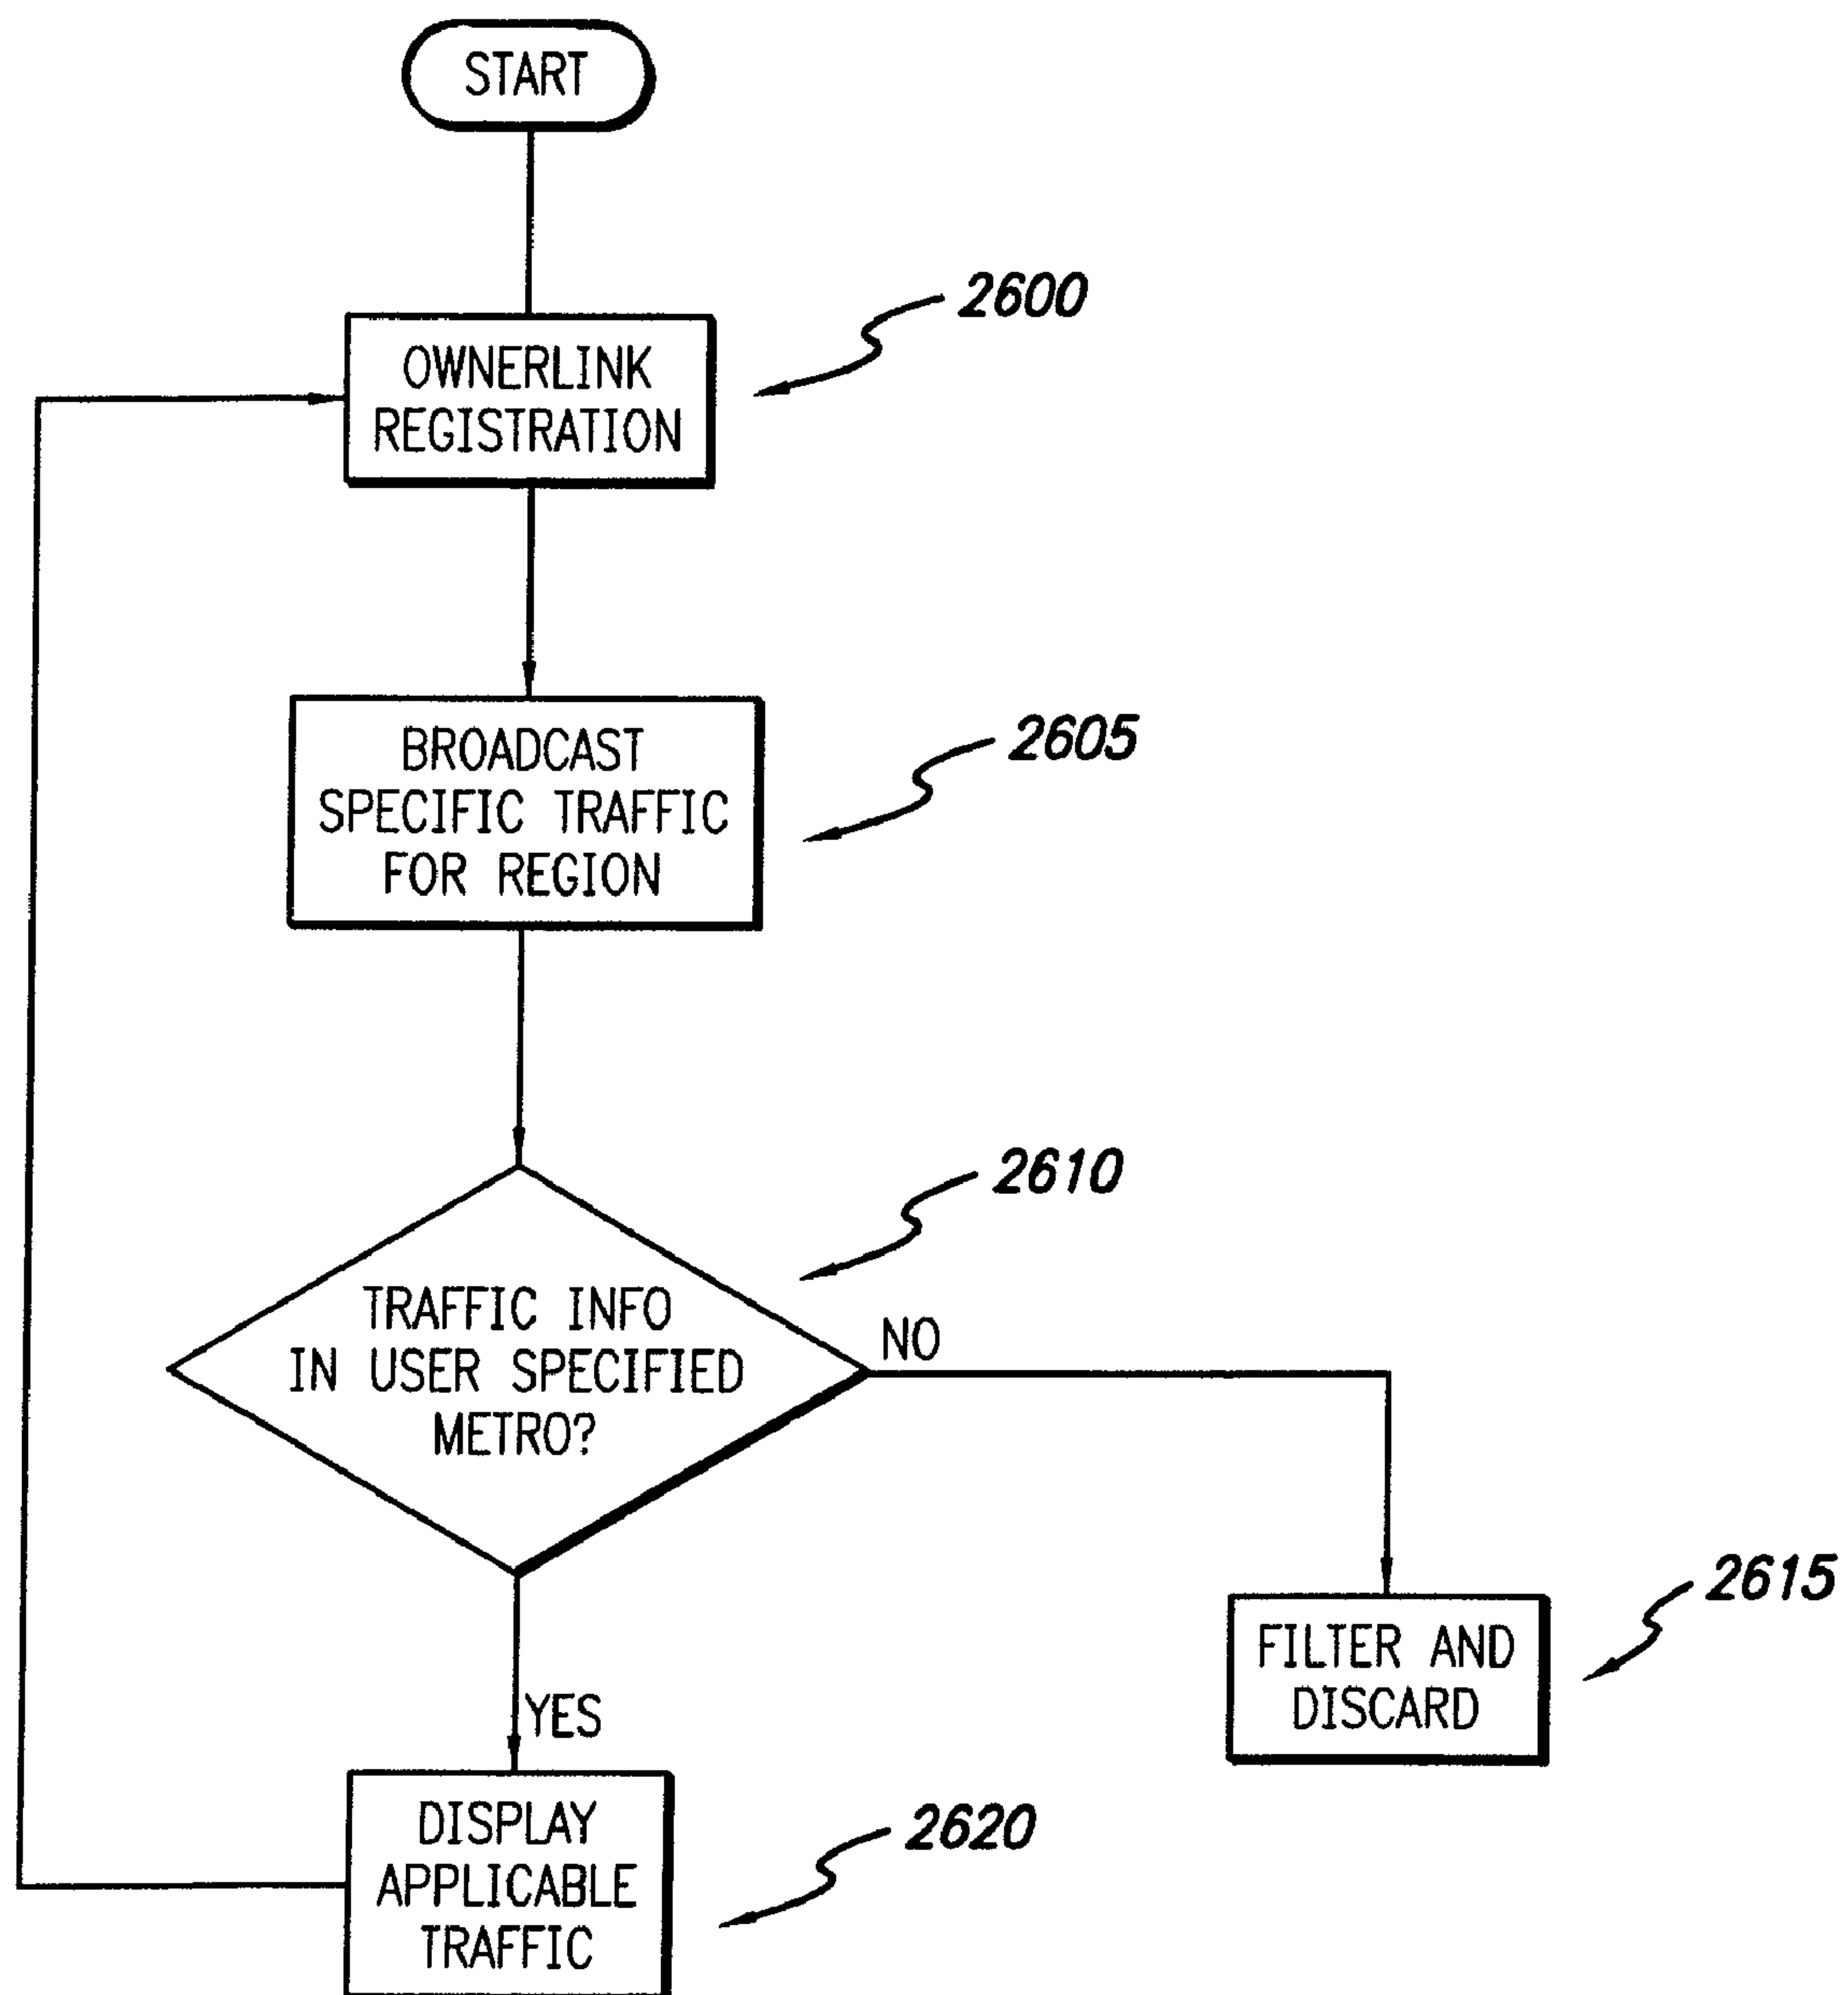 START
2600
OWNERLINK
REGISTRATION
2605
BROADCAST
SPECIFIC TRAFFIC
FOR REGION
2610
TRAFFIC INFO
IN USER SPECIFIED
METRO?
NO
2615
FILTER AND
DISCARD
YES
2620
DISPLAY
APPLICABLE
TRAFFIC